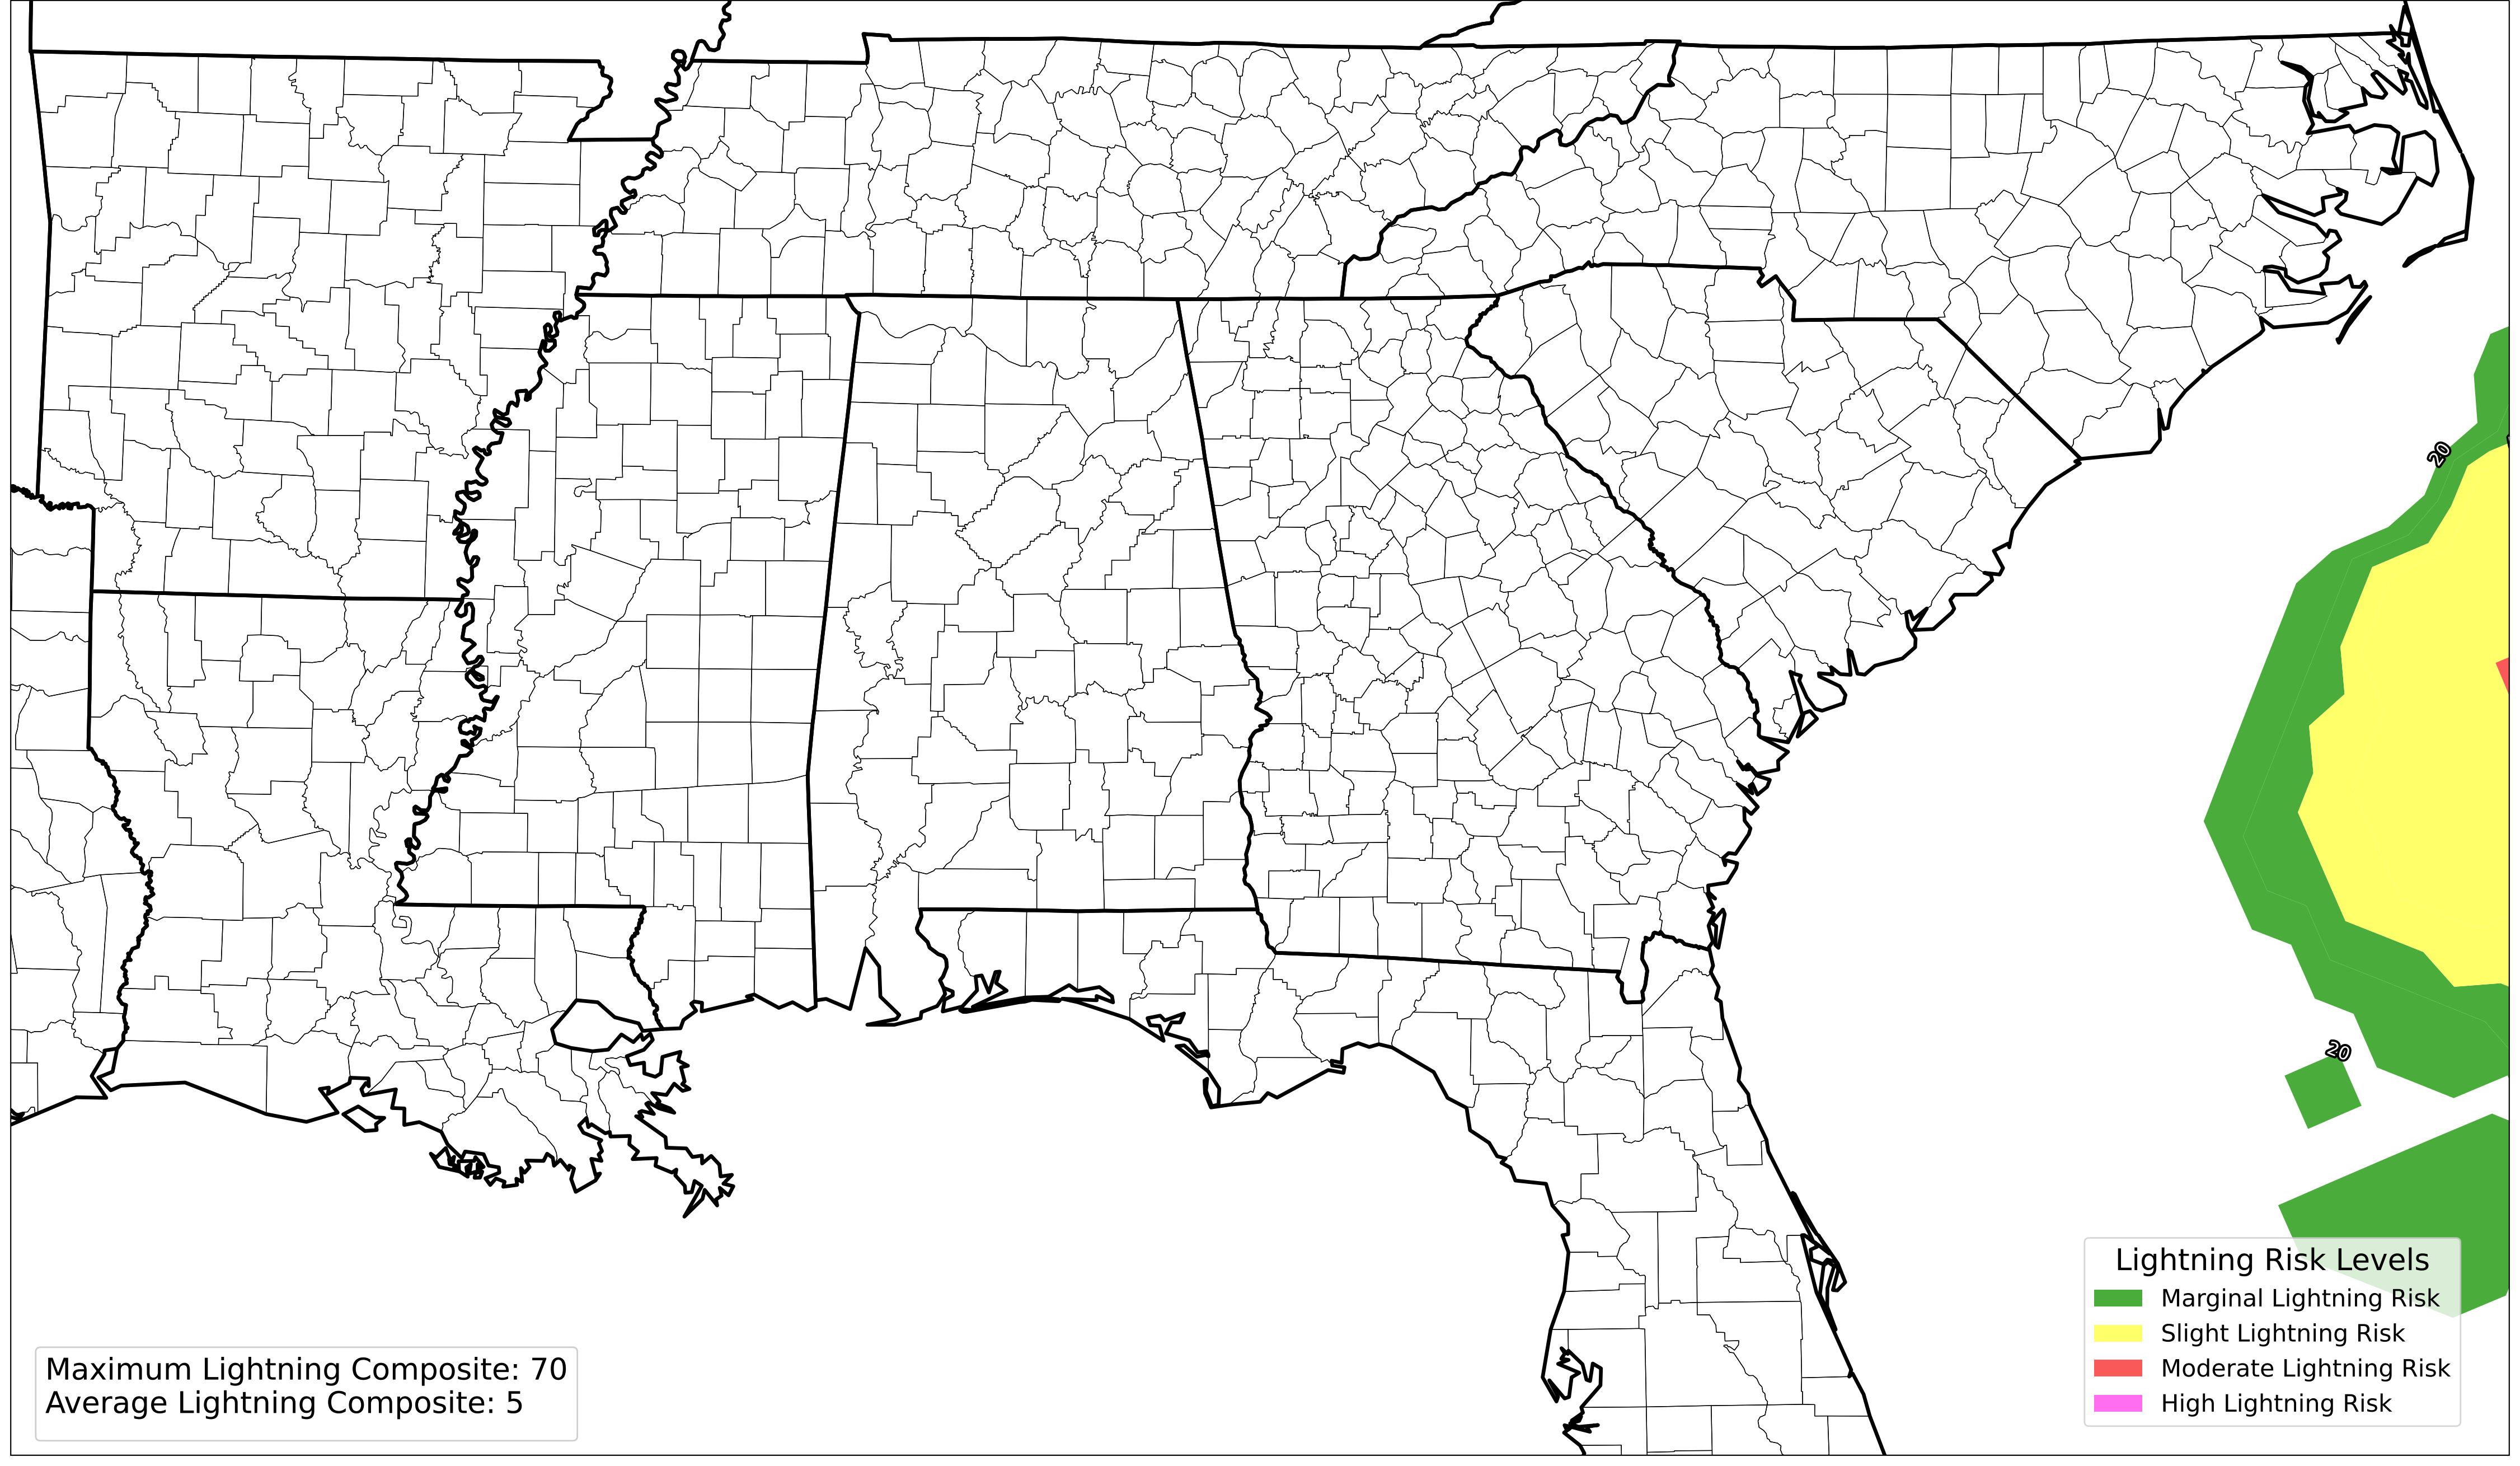 20
20
Lightning Risk Levels
Marginal Lightning Risk
Slight Lightning Risk
Moderate Lightning Risk
High Lightning Risk
Maximum Lightning Composite: 70
Average Lightning Composite: 5